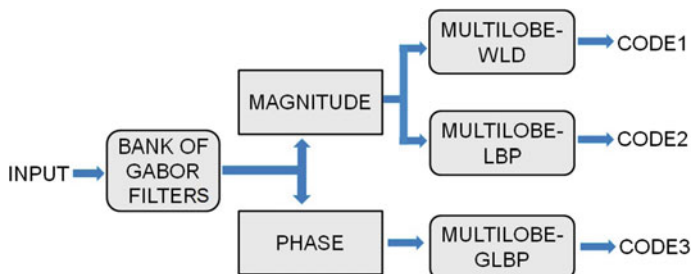 MULTILOBE-
WLD
CODE1
MAGNITUDE
BANK OF
GABOR
FILTERS
INPUT
MULTILOBE-
LBP
CODE2
PHASE
MULTILOBE-
GLBP
CODE3